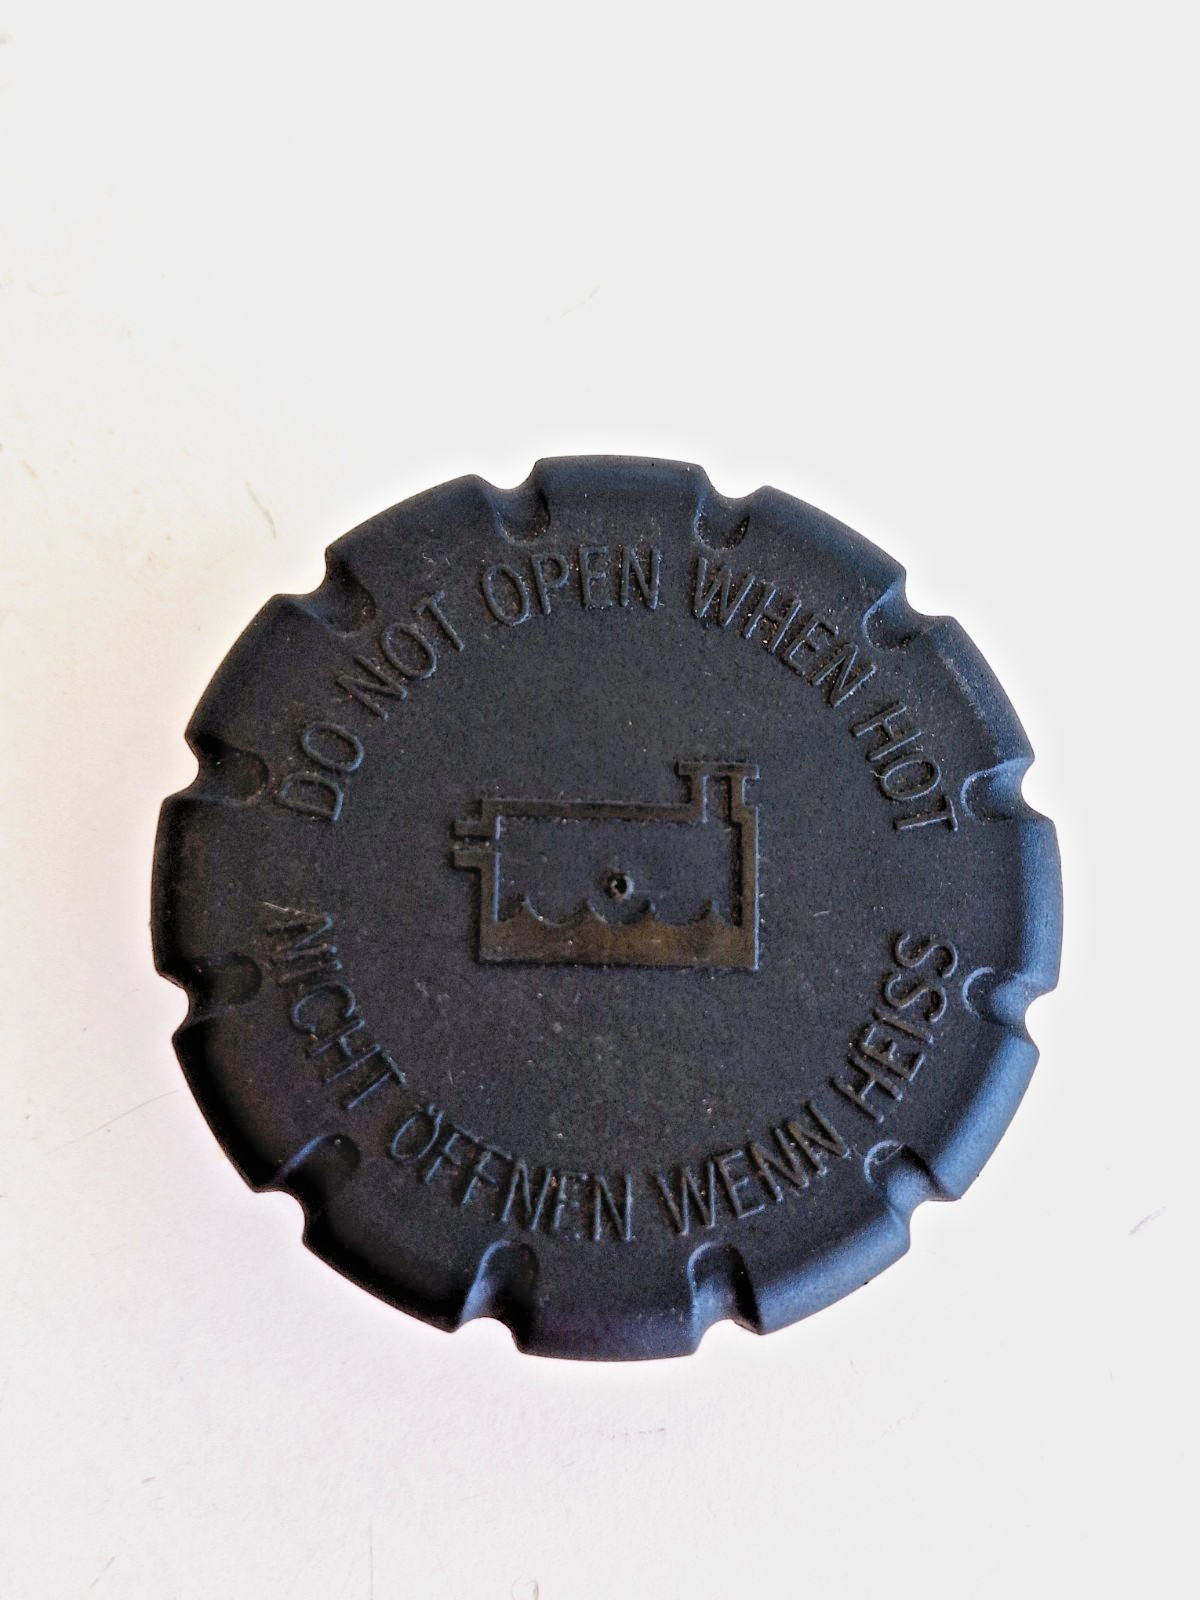 DO NOT OPEN WHEN HOT
NICHT ÖFFNEN WENN HEISS